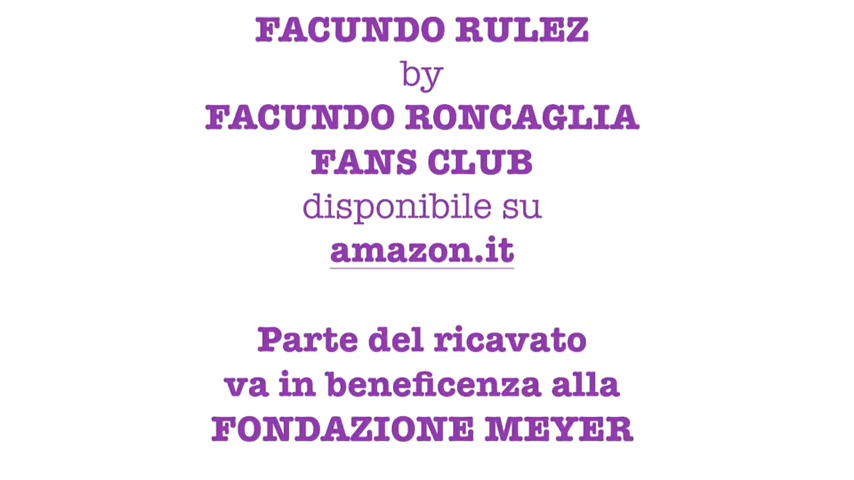 FACUNDO RULEZ
by
FACUNDO RONCAGLIA
FANS CLUB
disponibile su
amazon.it
Parte del ricavato
va in beneficenza alla
FONDAZIONE MEYER